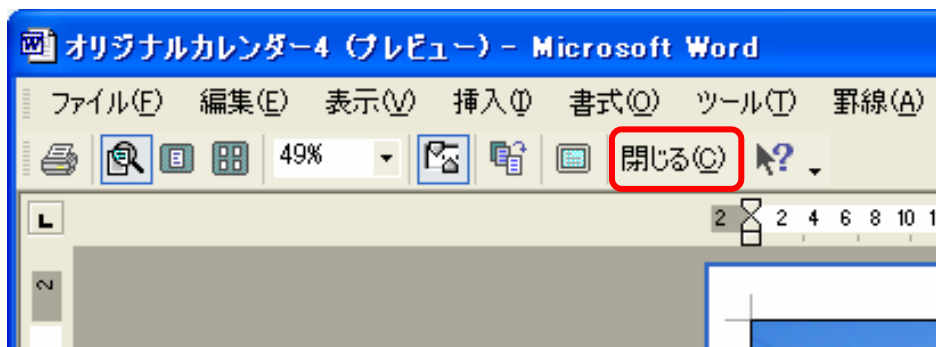 オリジナルカレンダー4 (プレビュー) - Microsoft Word
ファイル(F) 編集(E) 表示(V) 挿入(I) 書式(O) ツール(T) 罫線(A)
49% 閉じる(C)
L 2 2 4 6 8 10 1
2